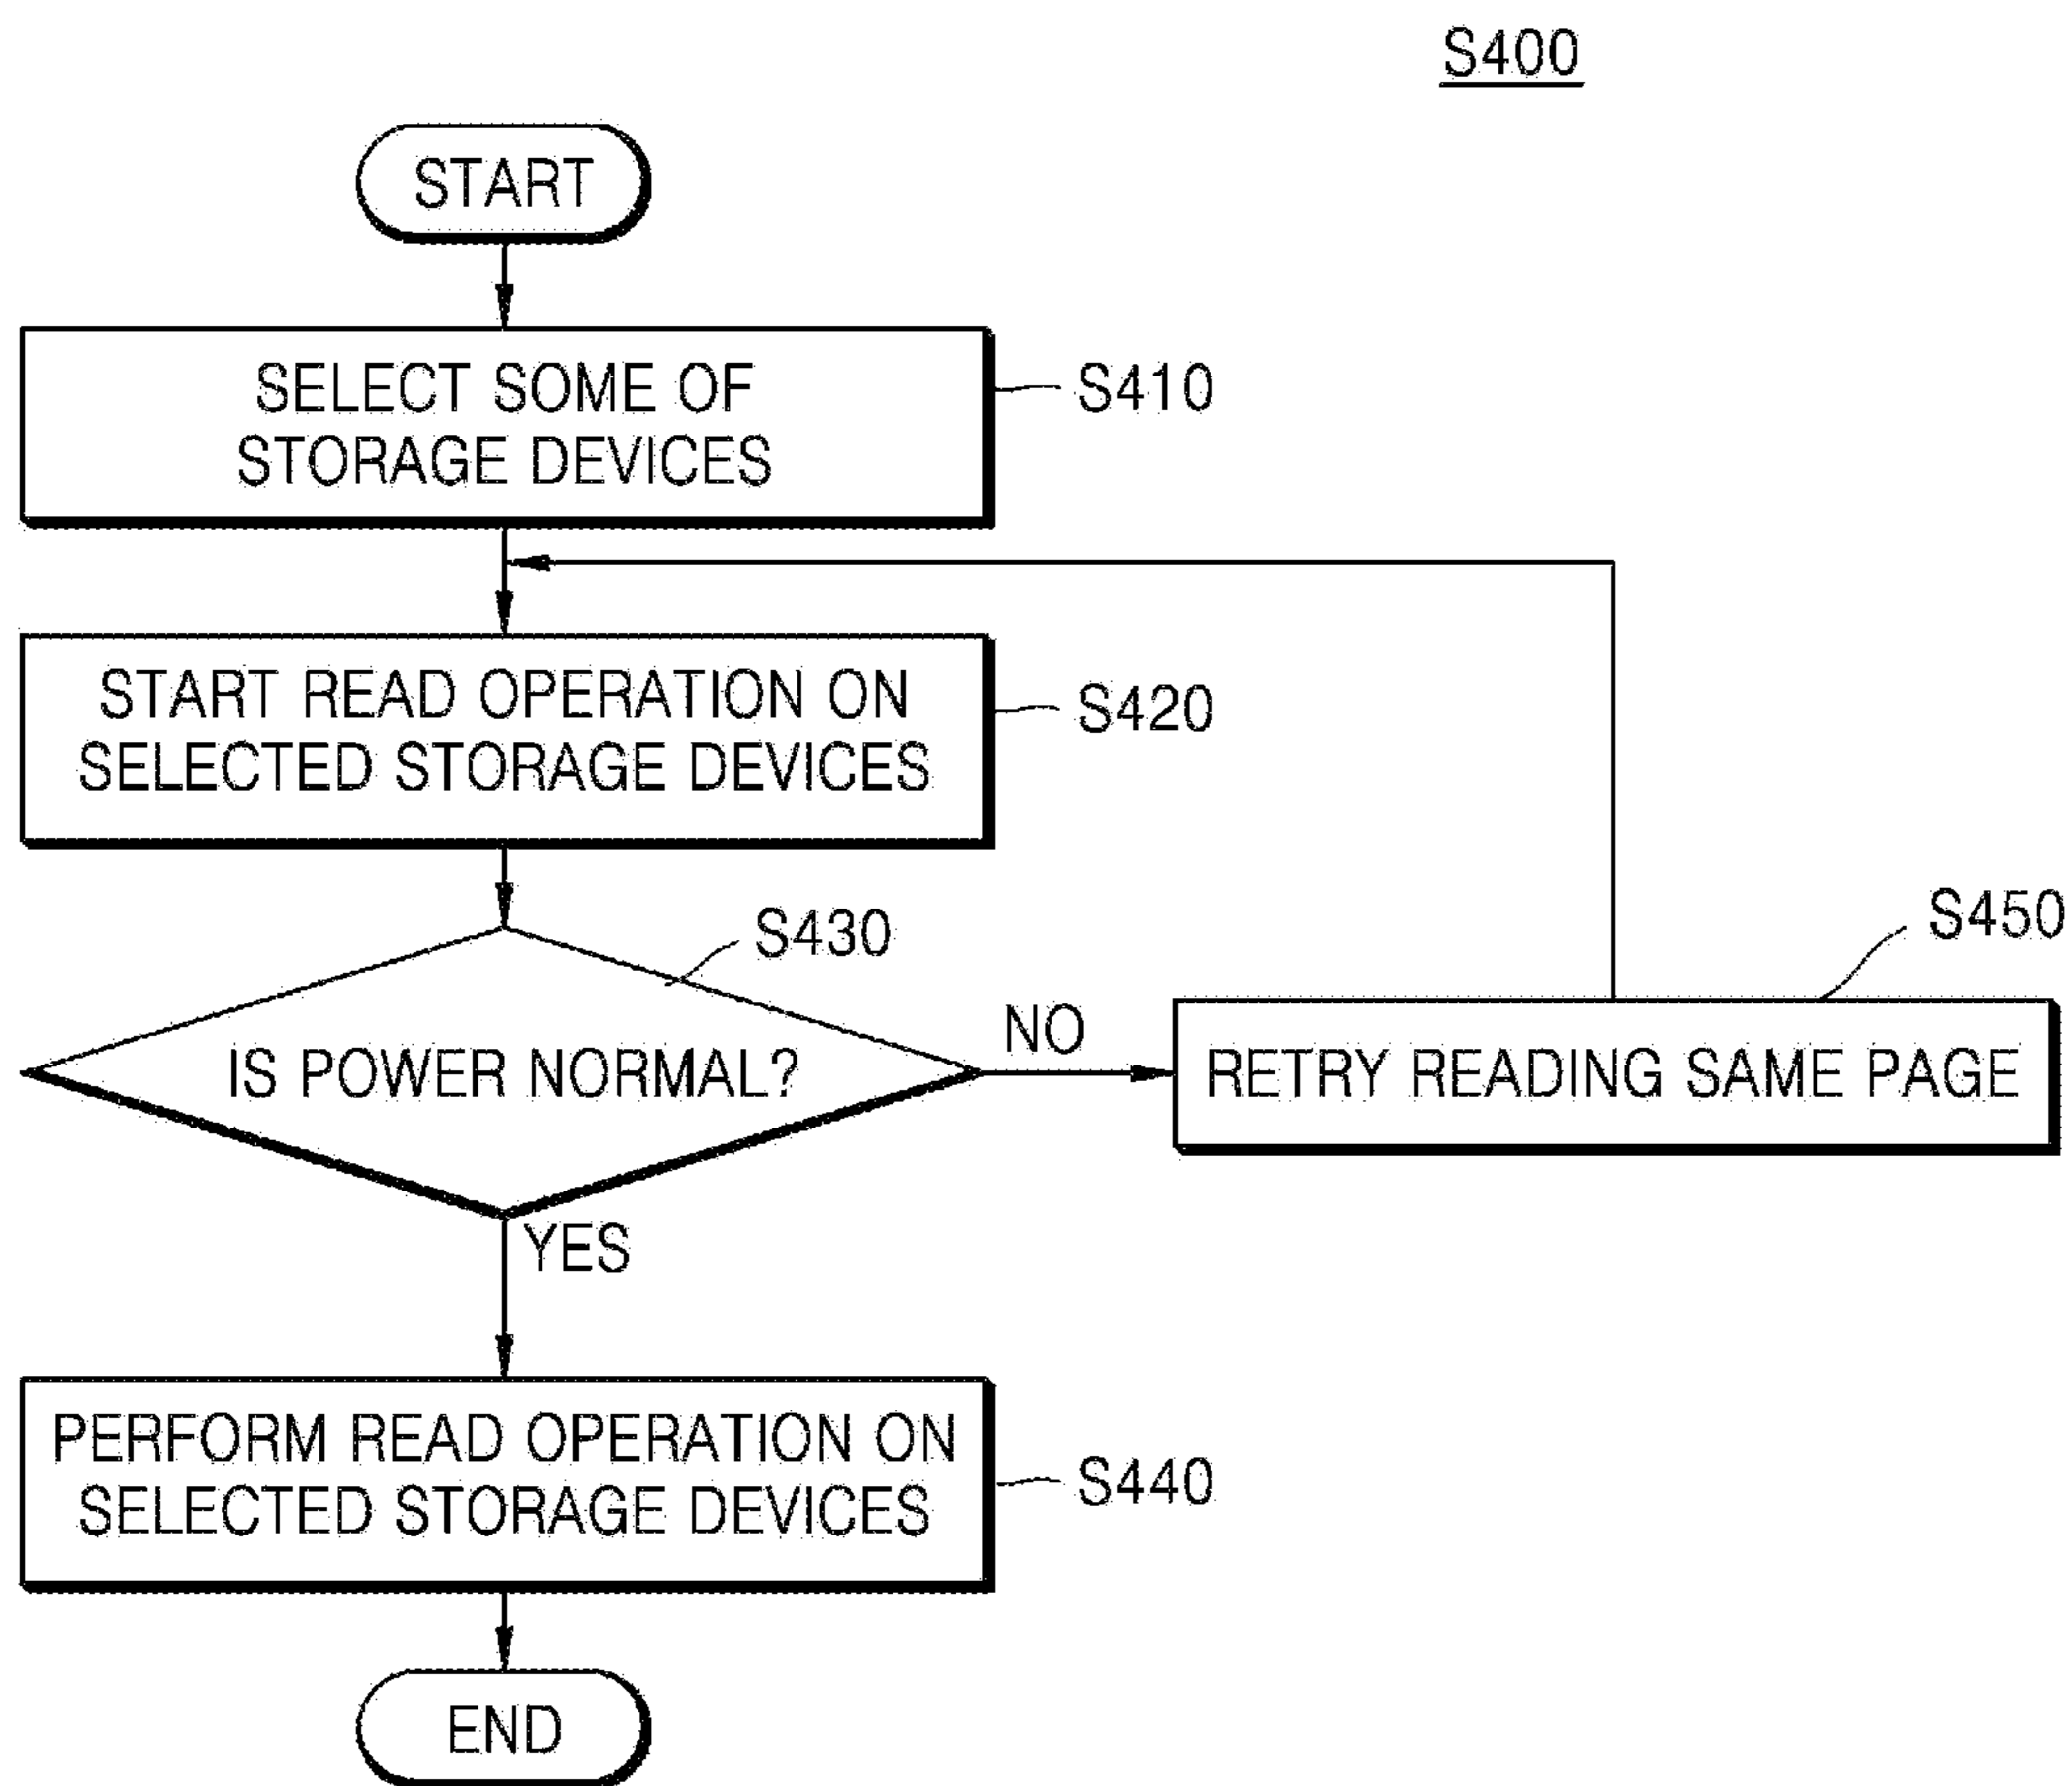 S400
START
SELECT SOME OF
STORAGE DEVICES
S410
START READ OPERATION ON
SELECTED STORAGE DEVICES
S420
S430
IS POWER NORMAL?
NO
S450
RETRY READING SAME PAGE
YES
PERFORM READ OPERATION ON
SELECTED STORAGE DEVICES
S440
END